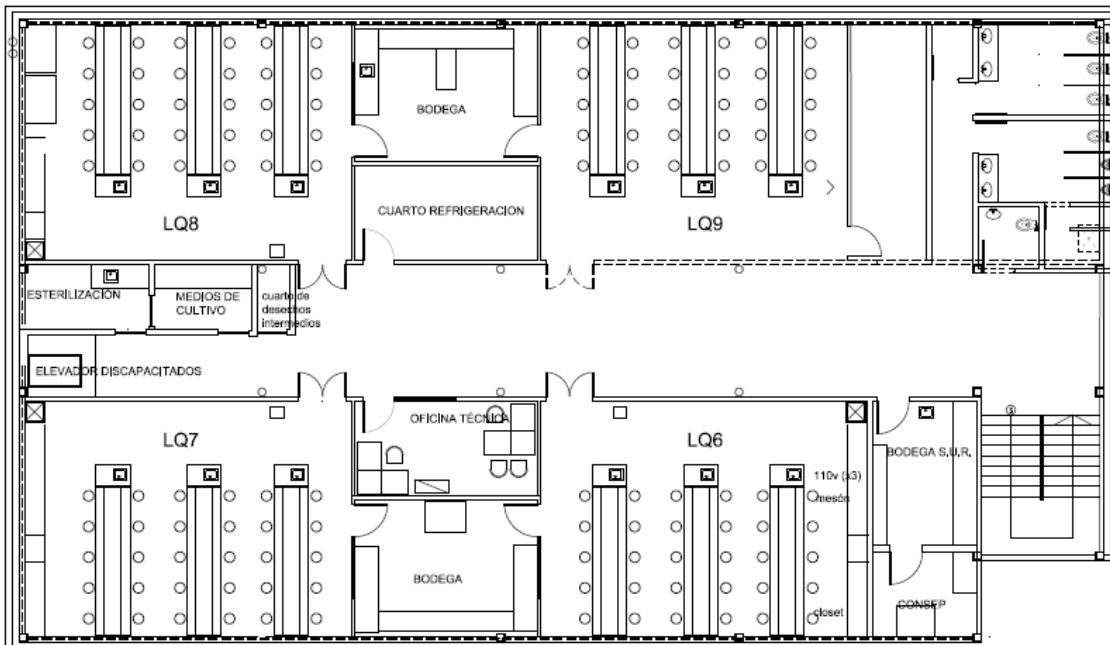 BODEGA
CUARTO REFRIGERACION
LQ8
LQ9
ESTERILIZACIÓN
MEDIOS DE
CULTIVO
cuarto de
desechos
intermedios
ELEVADOR DISCAPACITADOS
OFICINA TÉCNICA
LQ7
LQ6
BODEGA S.U.R.
110v (x3)
mesón
BODEGA
closet
CONSEP